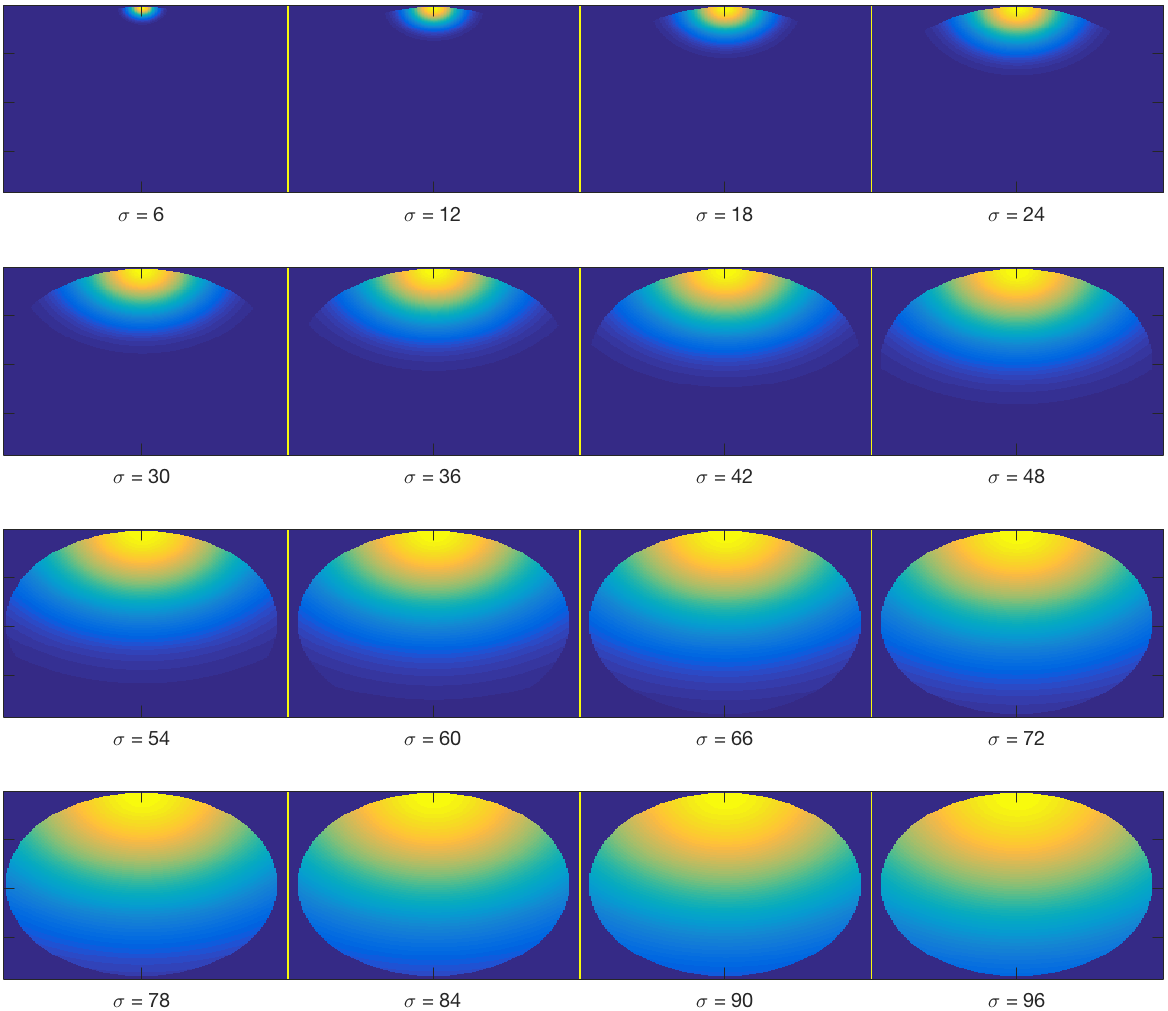 σ = 6 σ = 12 σ = 18 σ = 24
σ = 30 σ = 36 σ = 42 σ = 48
σ = 54 σ = 60 σ = 66 σ = 72
σ = 78 σ = 84 σ = 90 σ = 96